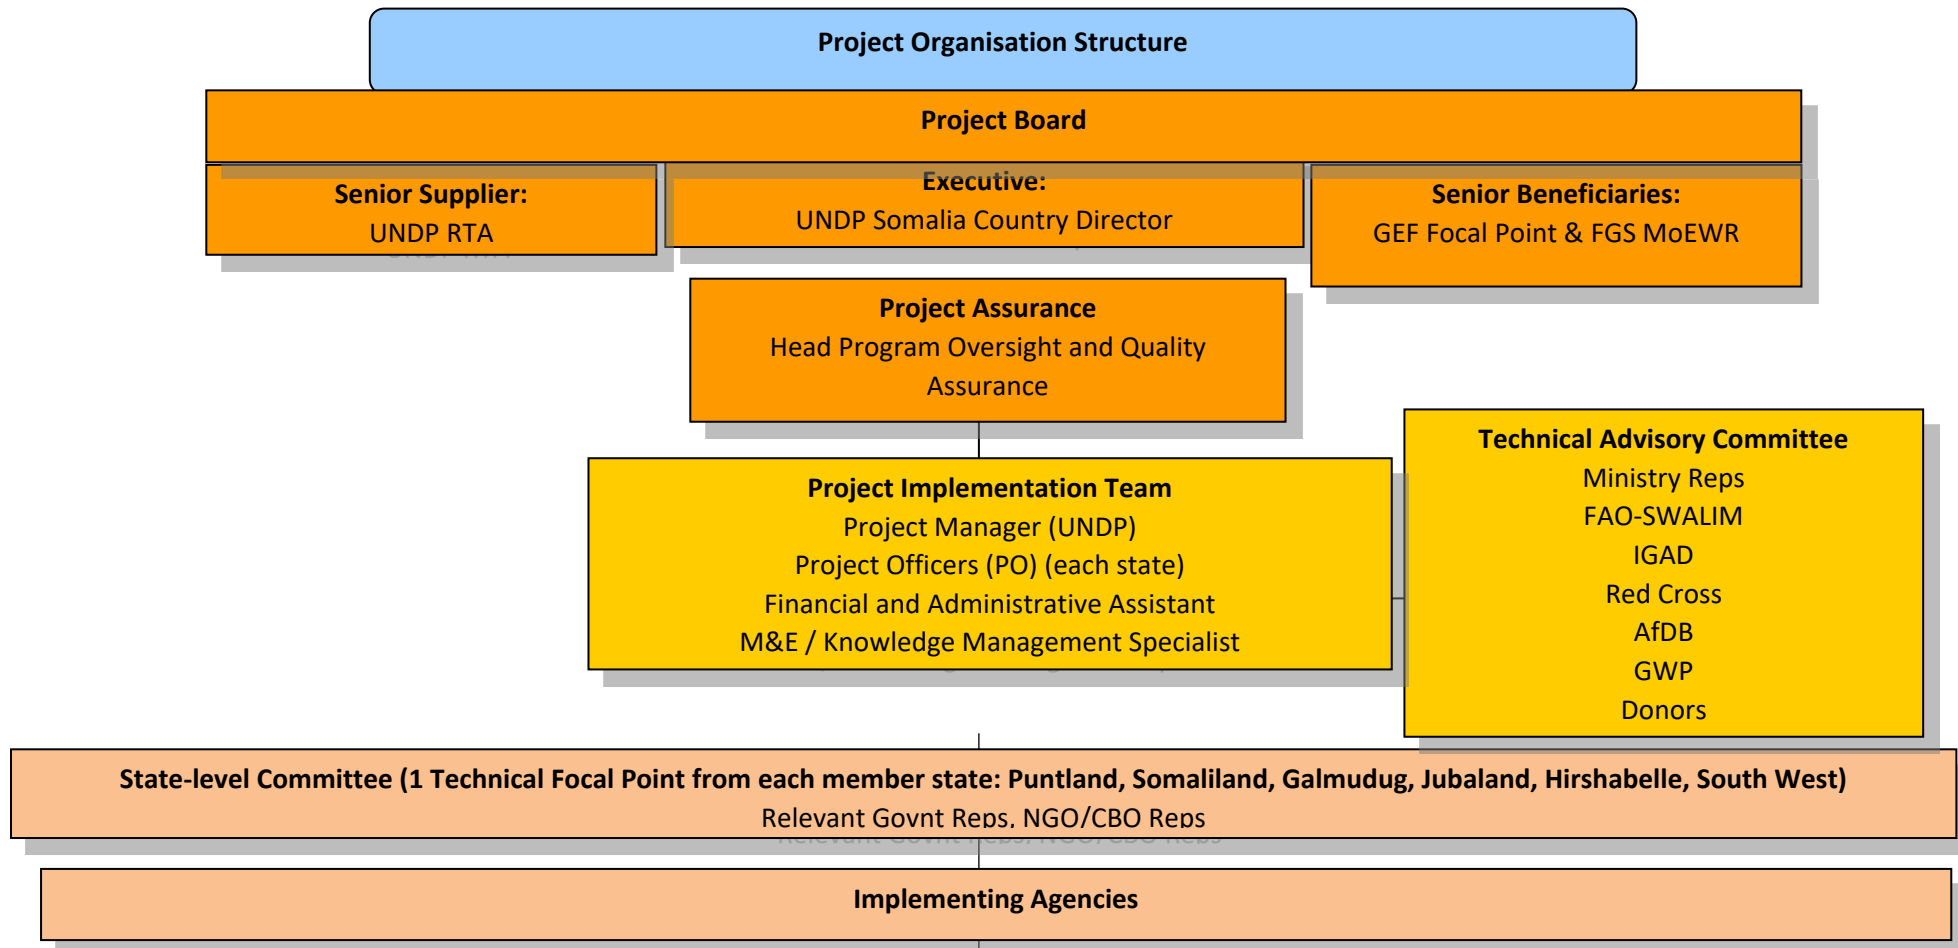 Project Organisation Structure
Project Board
Senior Supplier:
UNDP RTA
Executive:
UNDP Somalia Country Director
Senior Beneficiaries:
GEF Focal Point & FGS MoEWR
Project Assurance
Head Program Oversight and Quality
Assurance
Project Implementation Team
Project Manager (UNDP)
Project Officers (PO) (each state)
Financial and Administrative Assistant
M&E / Knowledge Management Specialist
Technical Advisory Committee
Ministry Reps
FAO-SWALIM
IGAD
Red Cross
AfDB
GWP
Donors
State-level Committee (1 Technical Focal Point from each member state: Puntland, Somaliland, Galmudug, Jubaland, Hirshabelle, South West)
Relevant Govnt Reps, NGO/CBO Reps
Implementing Agencies